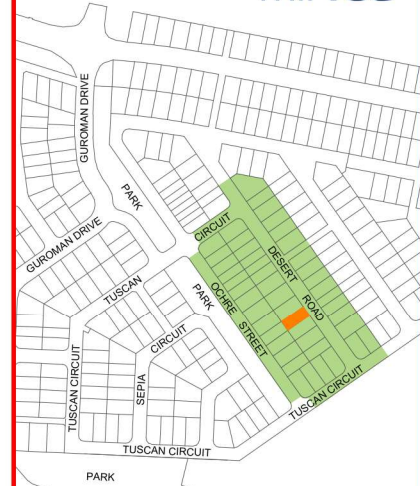 GUROMAN DRIVE
PARK
CIRCUIT
GUROMAN DRIVE
DESERT ROAD
TUSCAN
CIRCUIT
PARK
OCHRE STREET
TUSCAN CIRCUIT
SEPIA
TUSCAN CIRCUIT
TUSCAN CIRCUIT
PARK